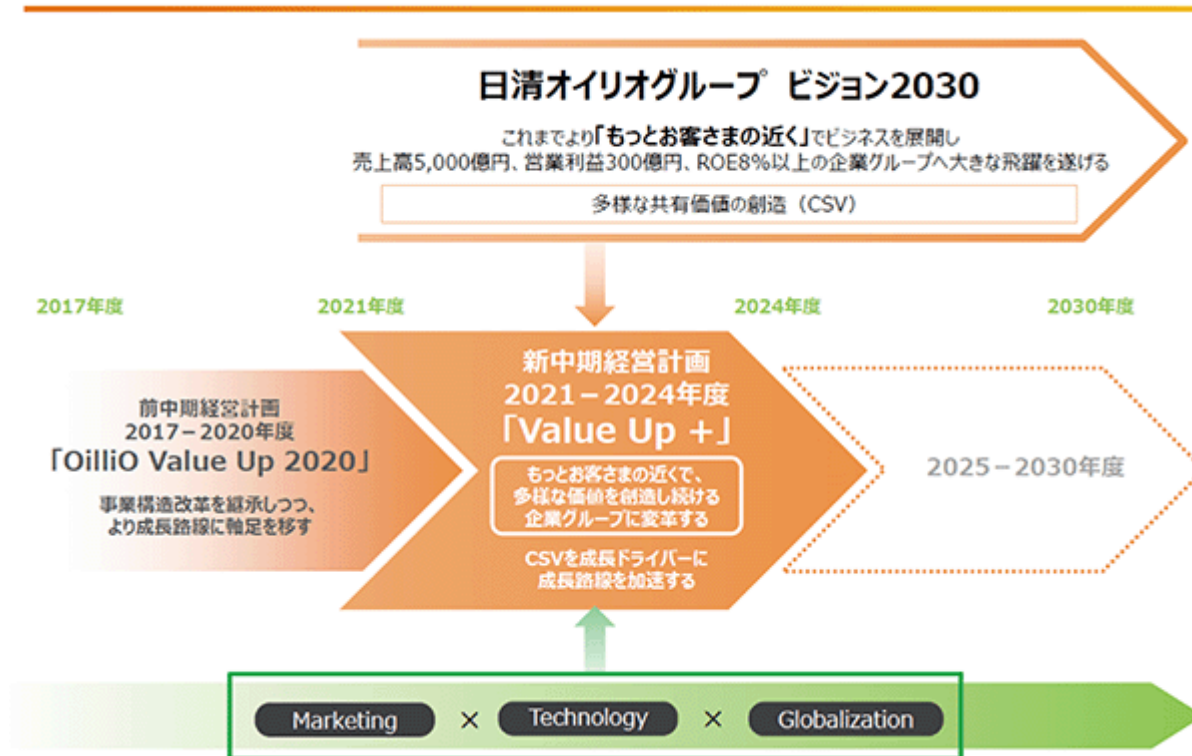 日清オイリオグループ ビジョン2030
これまでより「もっとお客さまの近く」でビジネスを展開し
売上高5,000億円、営業利益300億円、ROE8%以上の企業グループへ大きな飛躍を遂げる
多様な共有価値の創造（CSV）
2017年度
2021年度
2024年度
2030年度
前中期経営計画
2017－2020年度
「OilliO Value Up 2020」
事業構造改革を継承しつつ、
より成長路線に軸足を移す
新中期経営計画
2021－2024年度
「Value Up +」
もっとお客さまの近くで、
多様な価値を創造し続ける
企業グループに変革する
CSVを成長ドライバーに
成長路線を加速する
2025－2030年度
Marketing × Technology × Globalization